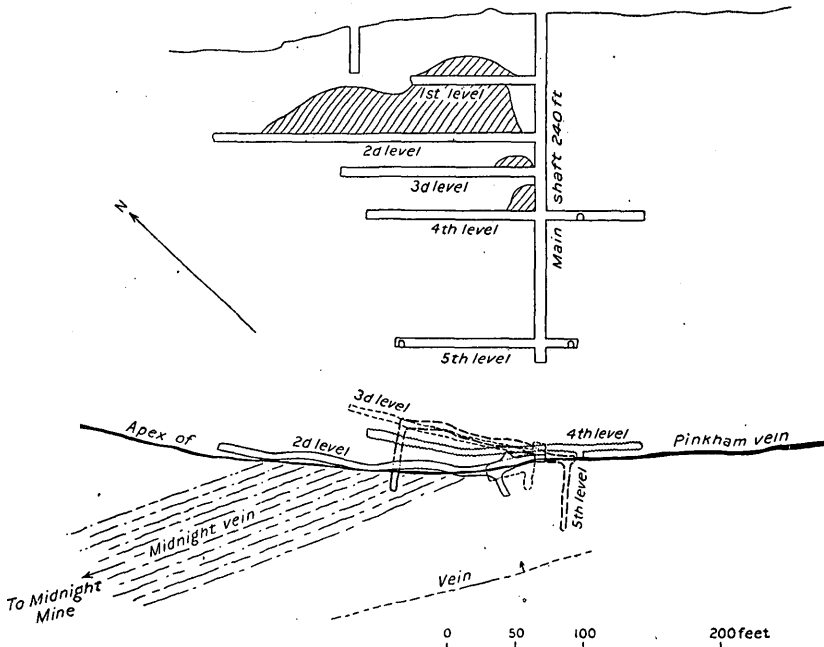 1st level
Main shaft 240 ft
2d level
3d level
N
4th level
5th level
3d level
Apex of
2d level
4th level
Pinkham vein
5th level
Midnight vein
To Midnight
Mine
Vein
0 50 100 200 feet